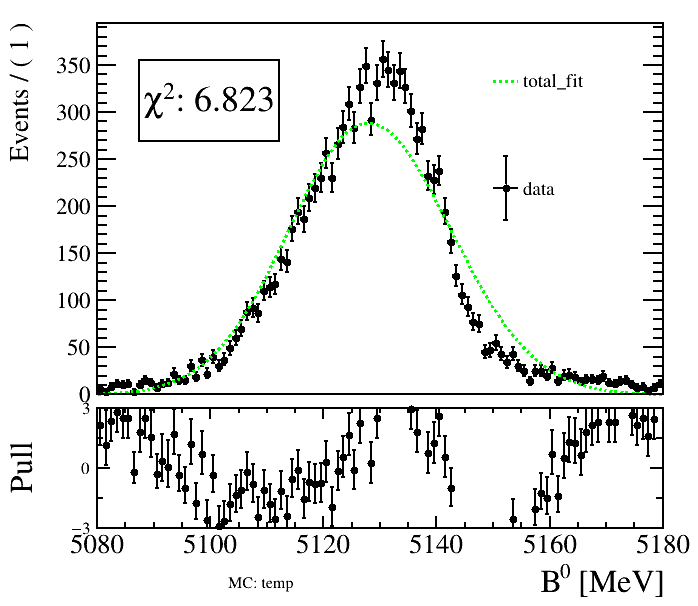 Events / ( 1 )
350
300
250
200
150
100
50
0
χ²: 6.823
total_fit
data
Pull
3
0
−3
5080 5100 5120 5140 5160 5180
MC: temp
B⁰ [MeV]